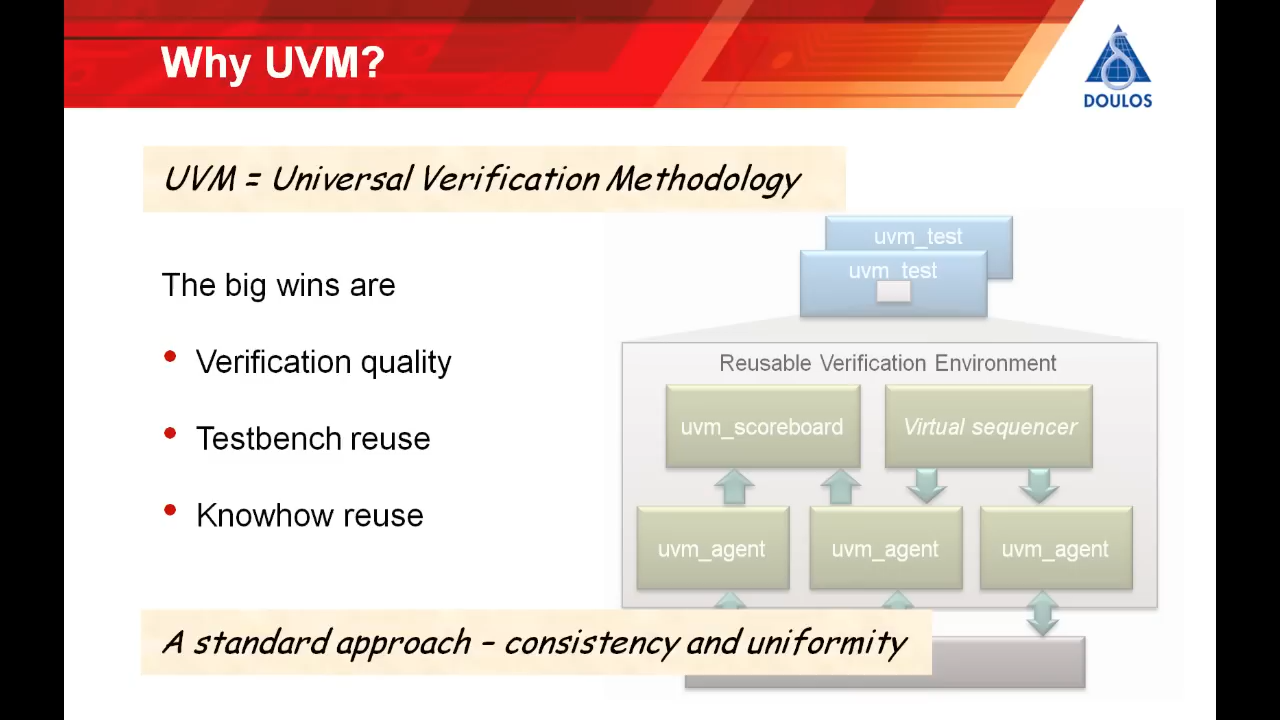 Why UVM?
DOULOS
UVM = Universal Verification Methodology
The big wins are
Verification quality
Testbench reuse
Knowhow reuse
uvm_test
uvm_test
Reusable Verification Environment
uvm_scoreboard
Virtual sequencer
uvm_agent
uvm_agent
uvm_agent
A standard approach – consistency and uniformity